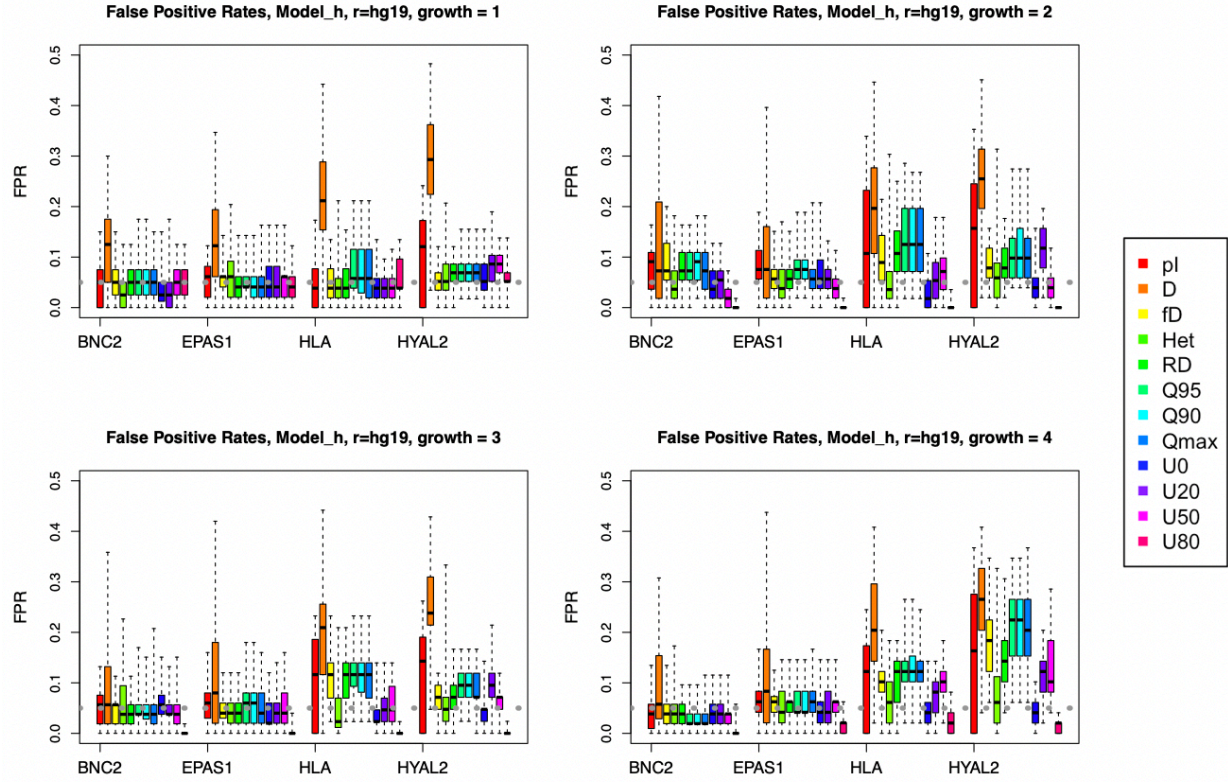 False Positive Rates, Model_h, r=hg19, growth = 1
FPR
0.5
0.4
0.3
0.2
0.1
0.0
BNC2 EPAS1 HLA HYAL2
False Positive Rates, Model_h, r=hg19, growth = 2
FPR
0.5
0.4
0.3
0.2
0.1
0.0
BNC2 EPAS1 HLA HYAL2
False Positive Rates, Model_h, r=hg19, growth = 3
FPR
0.5
0.4
0.3
0.2
0.1
0.0
BNC2 EPAS1 HLA HYAL2
False Positive Rates, Model_h, r=hg19, growth = 4
FPR
0.5
0.4
0.3
0.2
0.1
0.0
BNC2 EPAS1 HLA HYAL2
pI
D
fD
Het
RD
Q95
Q90
Qmax
U0
U20
U50
U80